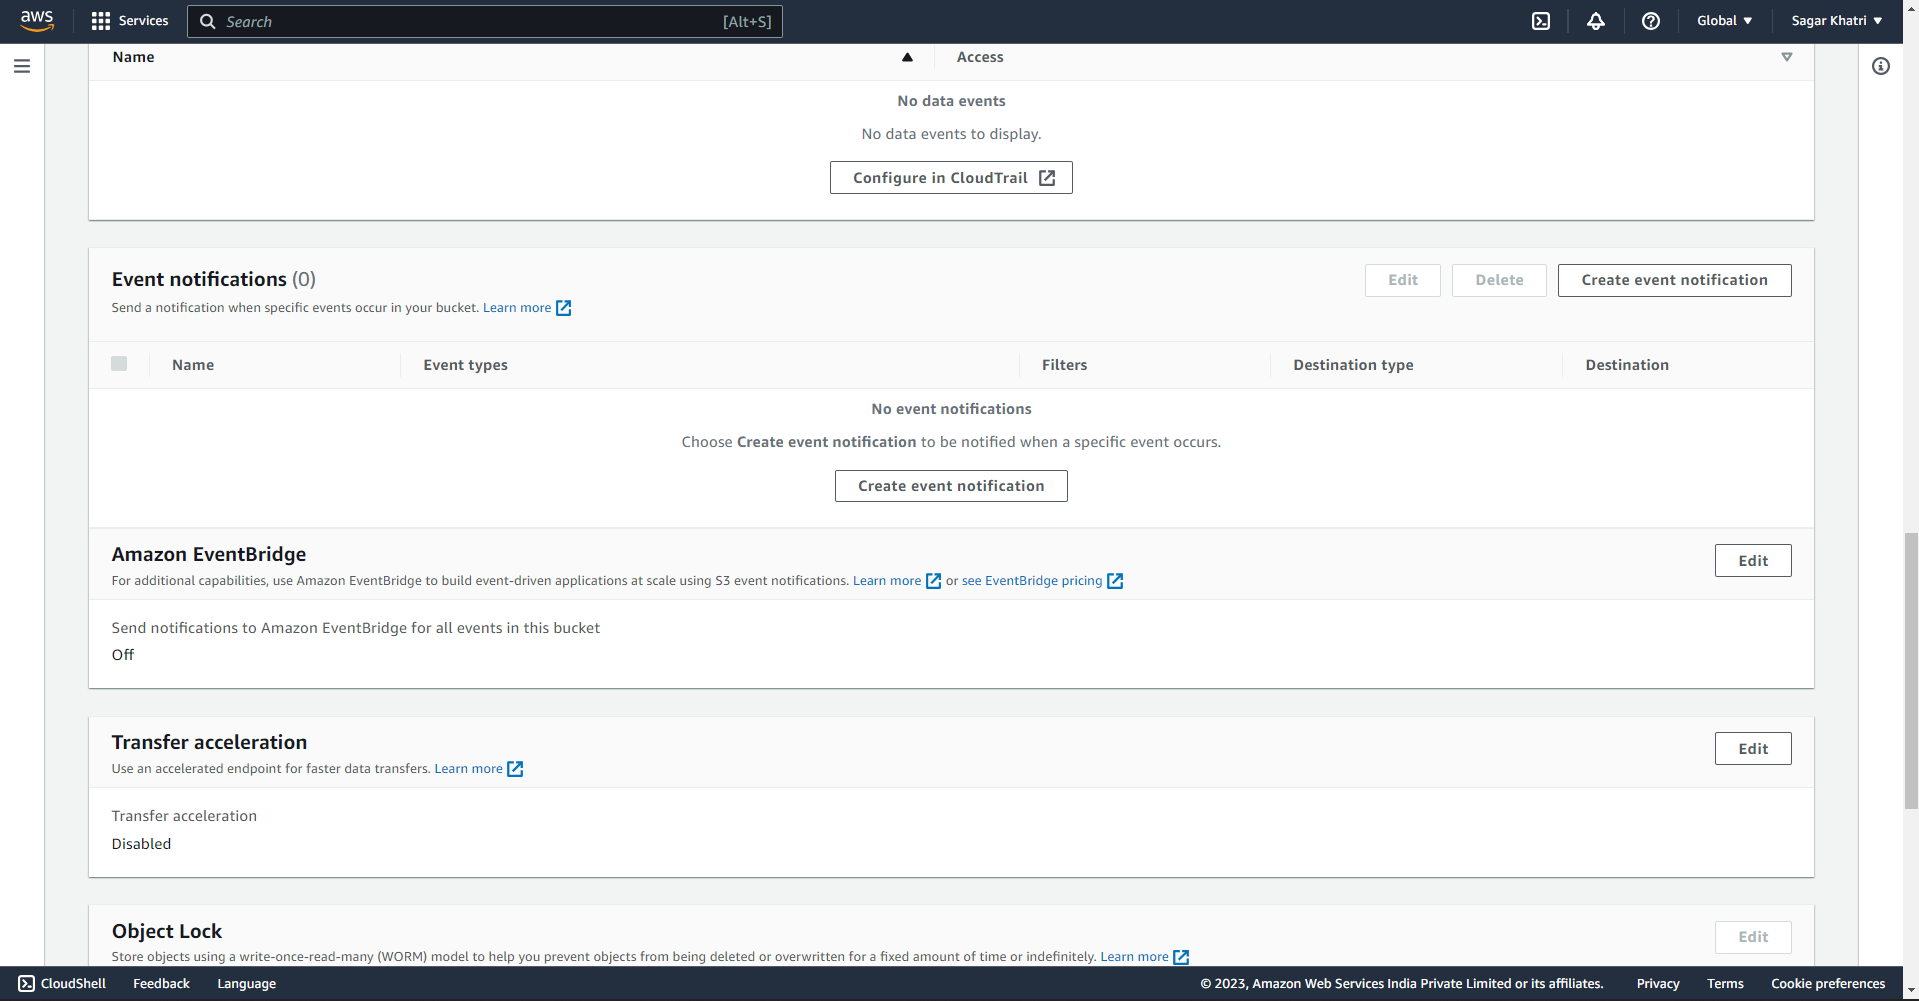 aws Services Search [Alt+S] Global Sagar Khatri
Name Access
No data events
No data events to display.
Configure in CloudTrail
Event notifications (0) Edit Delete Create event notification
Send a notification when specific events occur in your bucket. Learn more
Name Event types Filters Destination type Destination
No event notifications
Choose Create event notification to be notified when a specific event occurs.
Create event notification
Amazon EventBridge Edit
For additional capabilities, use Amazon EventBridge to build event-driven applications at scale using S3 event notifications. Learn more or see EventBridge pricing
Send notifications to Amazon EventBridge for all events in this bucket
Off
Transfer acceleration Edit
Use an accelerated endpoint for faster data transfers. Learn more
Transfer acceleration
Disabled
Object Lock Edit
Store objects using a write-once-read-many (WORM) model to help you prevent objects from being deleted or overwritten for a fixed amount of time or indefinitely. Learn more
CloudShell Feedback Language © 2023, Amazon Web Services India Private Limited or its affiliates. Privacy Terms Cookie preferences